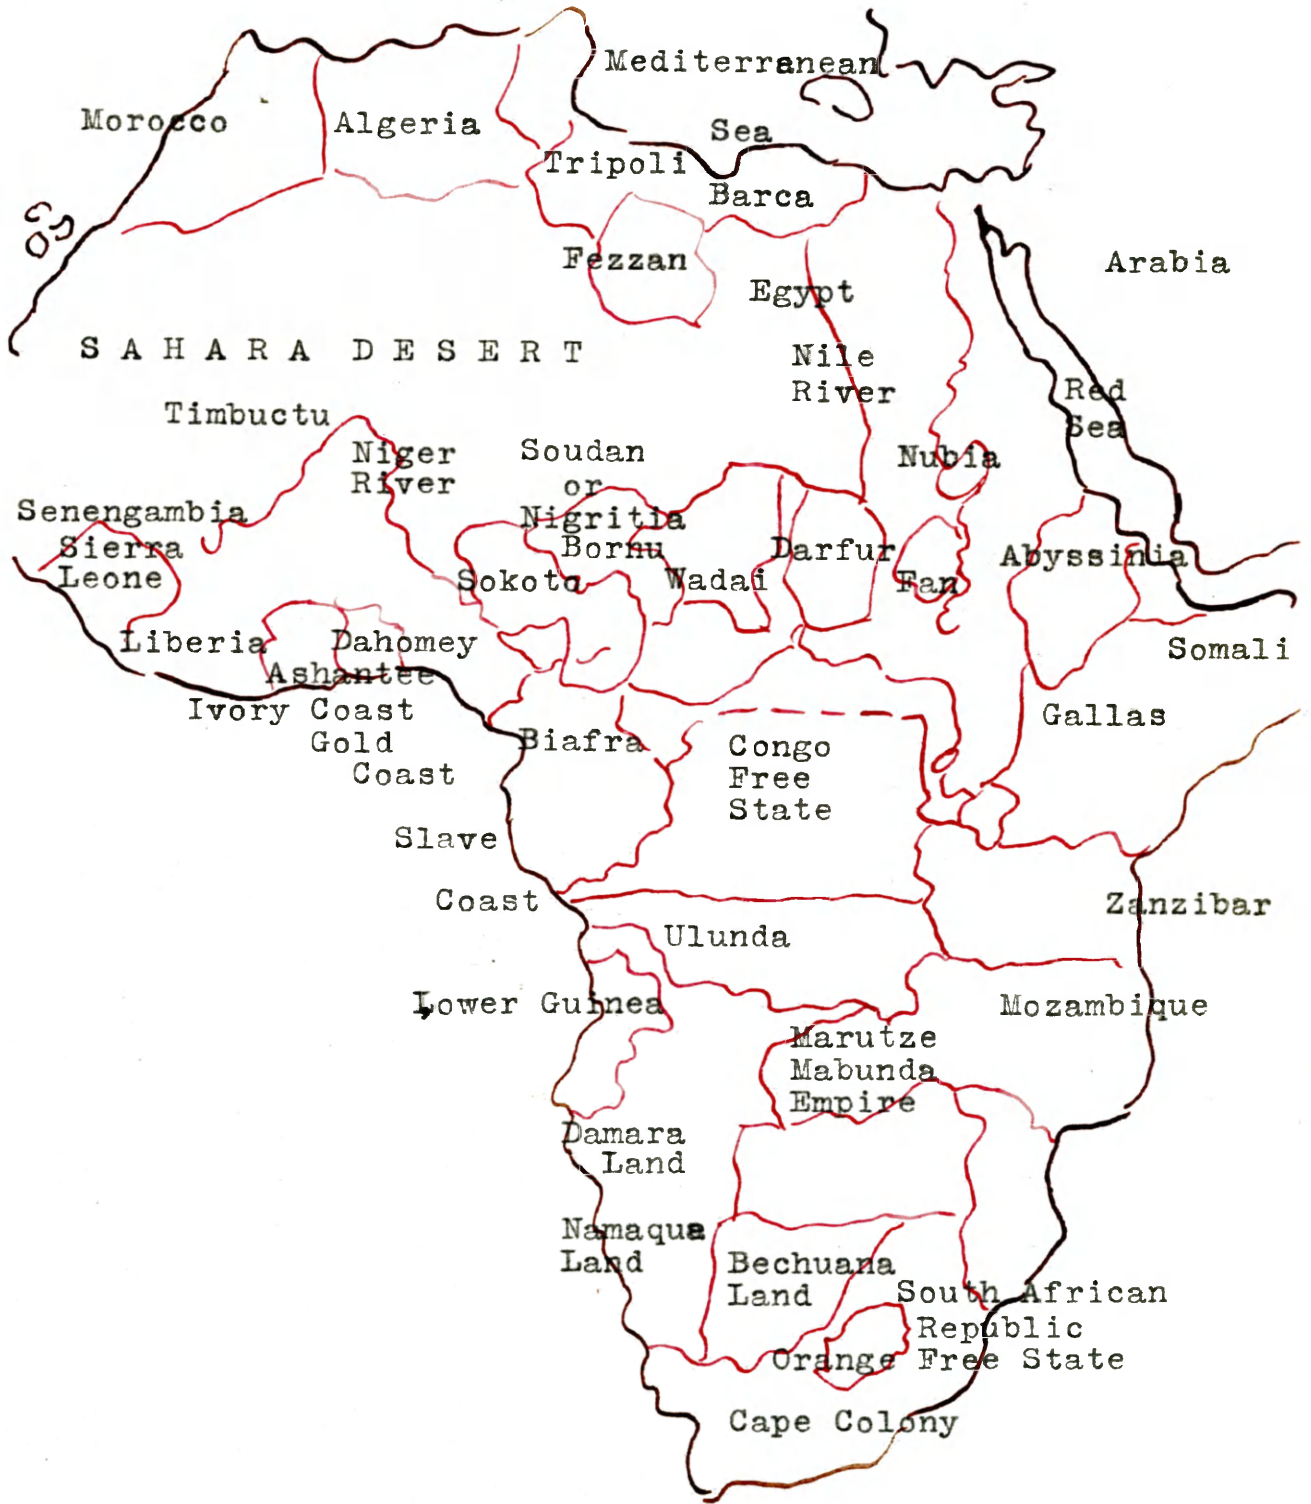 Mediterranean
Sea
Morocco
Algeria
Tripoli
Barca
Fezzan
Egypt
Arabia
SAHARA DESERT
Nile
River
Red
Sea
Timbuctu
Niger
River
Soudan
or
Nigritia
Nubia
Senengambia
Sierra
Leone
Bornu
Sokoto
Wadai
Darfur
Fan
Abyssinia
Somali
Liberia
Dahomey
Ashantee
Ivory Coast
Gold
Coast
Gallas
Biafra
Congo
Free
State
Slave
Coast
Zanzibar
Ulunda
Lower Guinea
Mozambique
Marutze
Mabunda
Empire
Damara
Land
Namaqua
Land
Bechuana
Land
South African
Republic
Orange Free State
Cape Colony